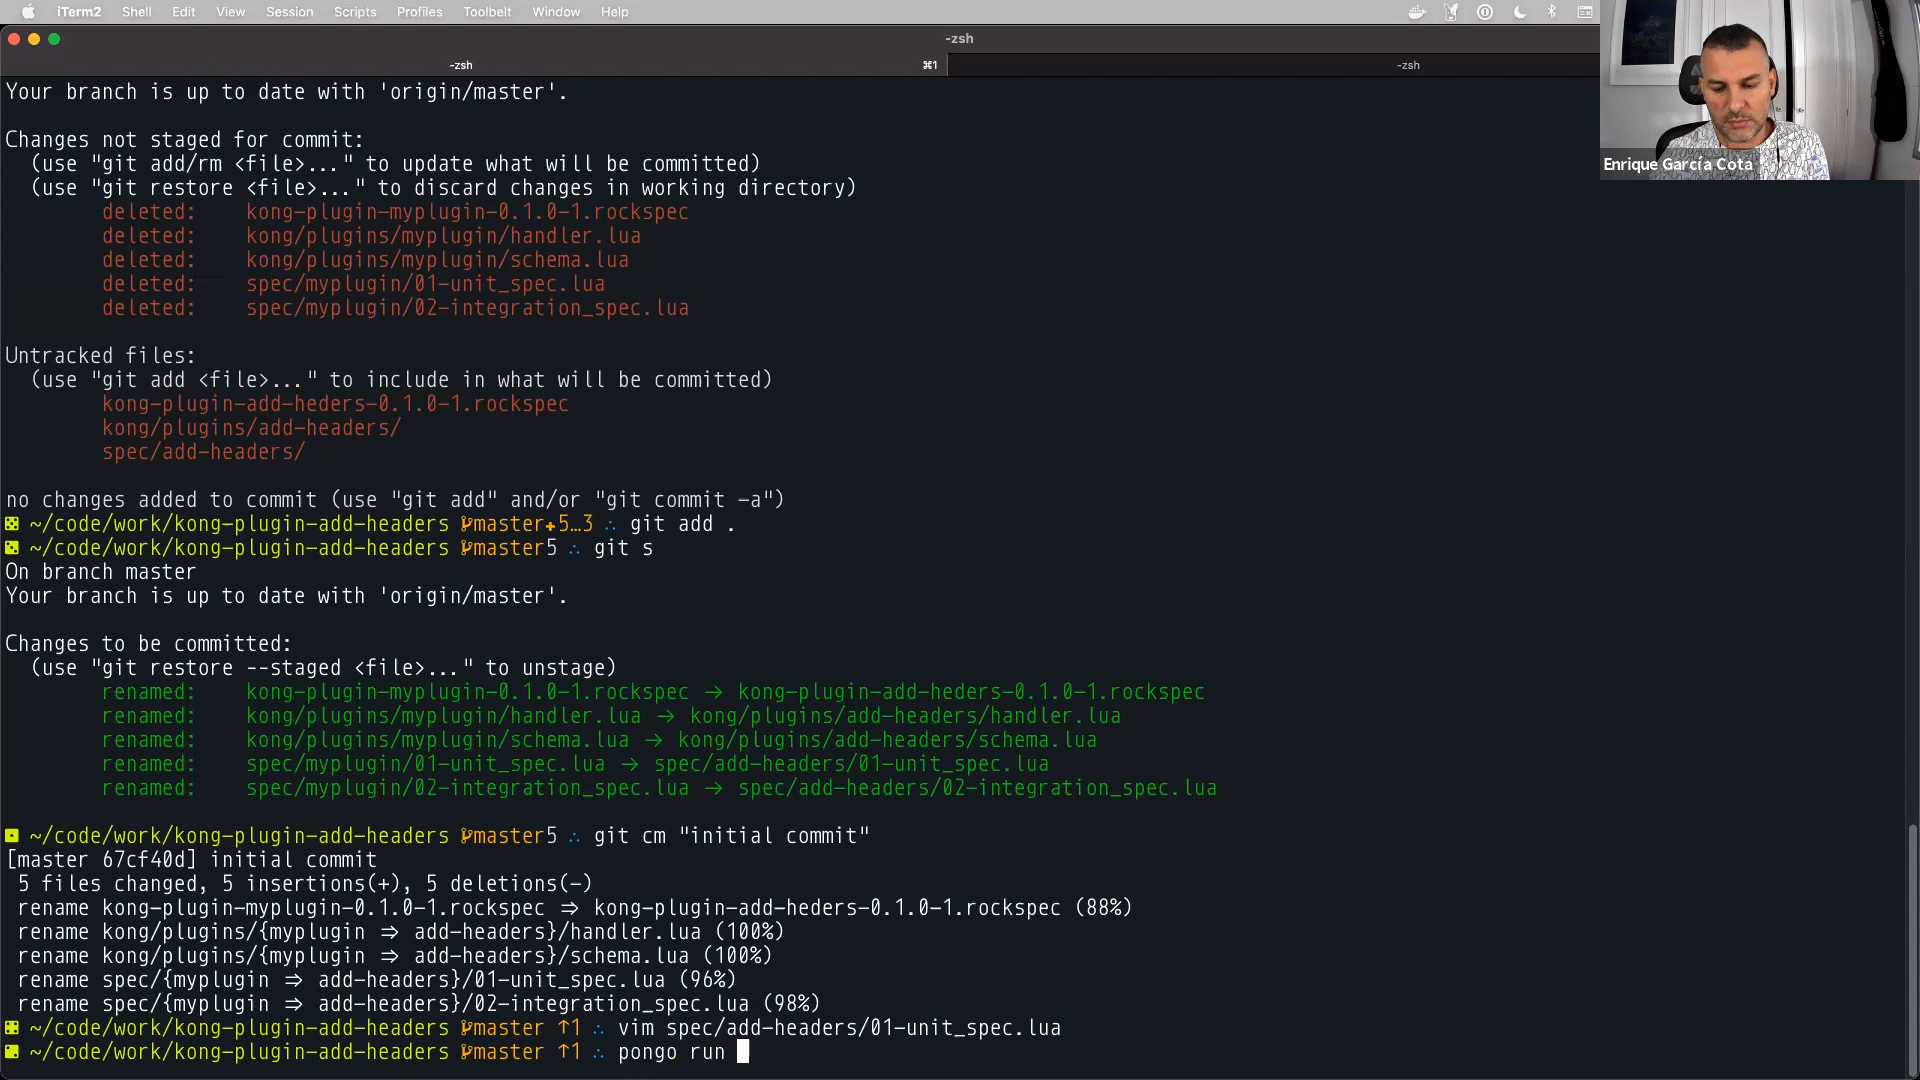 iTerm2 Shell Edit View Session Scripts Profiles Toolbelt Window Help
-zsh
-zsh ⌘1 -zsh
Your branch is up to date with 'origin/master'.
Changes not staged for commit:
(use "git add/rm <file>..." to update what will be committed)
(use "git restore <file>..." to discard changes in working directory)
deleted: kong-plugin-myplugin-0.1.0-1.rockspec
deleted: kong/plugins/myplugin/handler.lua
deleted: kong/plugins/myplugin/schema.lua
deleted: spec/myplugin/01-unit_spec.lua
deleted: spec/myplugin/02-integration_spec.lua
Untracked files:
(use "git add <file>..." to include in what will be committed)
kong-plugin-add-heders-0.1.0-1.rockspec
kong/plugins/add-headers/
spec/add-headers/
no changes added to commit (use "git add" and/or "git commit -a")
~/code/work/kong-plugin-add-headers master+5…3 ∴ git add .
~/code/work/kong-plugin-add-headers master5 ∴ git s
On branch master
Your branch is up to date with 'origin/master'.
Changes to be committed:
(use "git restore --staged <file>..." to unstage)
renamed: kong-plugin-myplugin-0.1.0-1.rockspec → kong-plugin-add-heders-0.1.0-1.rockspec
renamed: kong/plugins/myplugin/handler.lua → kong/plugins/add-headers/handler.lua
renamed: kong/plugins/myplugin/schema.lua → kong/plugins/add-headers/schema.lua
renamed: spec/myplugin/01-unit_spec.lua → spec/add-headers/01-unit_spec.lua
renamed: spec/myplugin/02-integration_spec.lua → spec/add-headers/02-integration_spec.lua
~/code/work/kong-plugin-add-headers master5 ∴ git cm "initial commit"
[master 67cf40d] initial commit
5 files changed, 5 insertions(+), 5 deletions(-)
rename kong-plugin-myplugin-0.1.0-1.rockspec ⇒ kong-plugin-add-heders-0.1.0-1.rockspec (88%)
rename kong/plugins/{myplugin ⇒ add-headers}/handler.lua (100%)
rename kong/plugins/{myplugin ⇒ add-headers}/schema.lua (100%)
rename spec/{myplugin ⇒ add-headers}/01-unit_spec.lua (96%)
rename spec/{myplugin ⇒ add-headers}/02-integration_spec.lua (98%)
~/code/work/kong-plugin-add-headers master ↑1 ∴ vim spec/add-headers/01-unit_spec.lua
~/code/work/kong-plugin-add-headers master ↑1 ∴ pongo run
Enrique García Cota